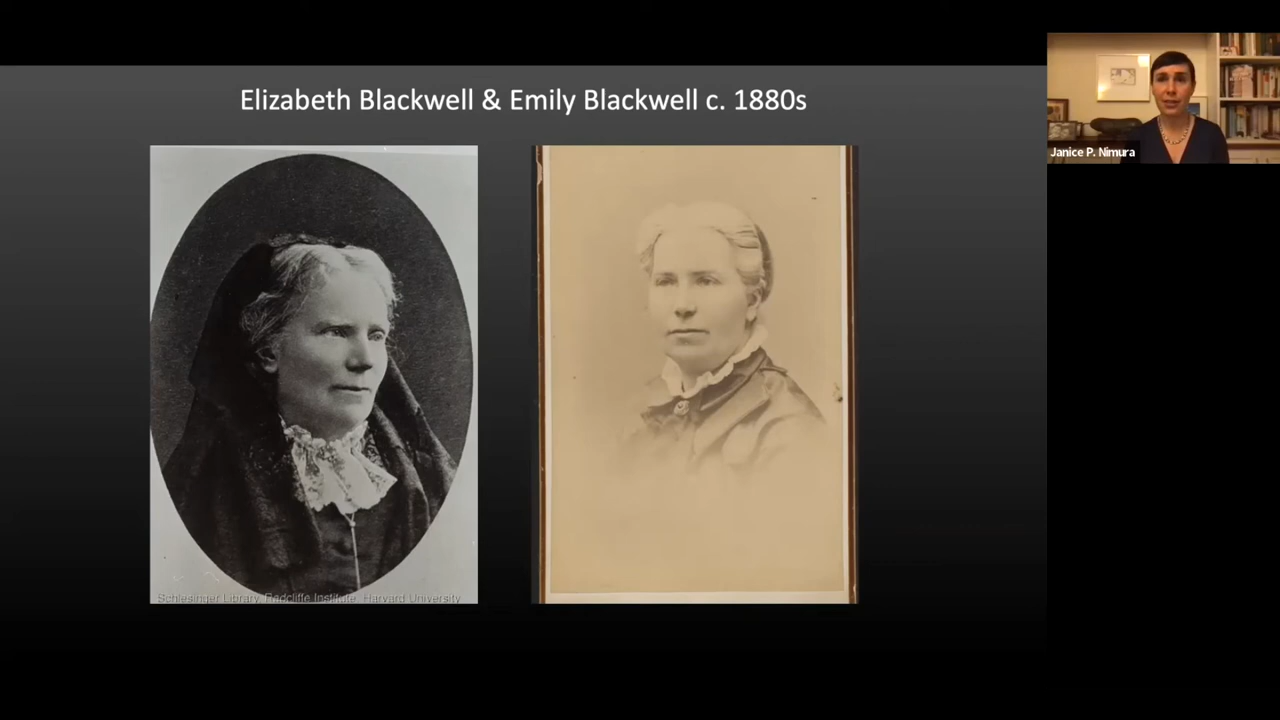 Elizabeth Blackwell & Emily Blackwell c. 1880s
Janice P. Nimura
Schlesinger Library, Radcliffe Institute, Harvard University